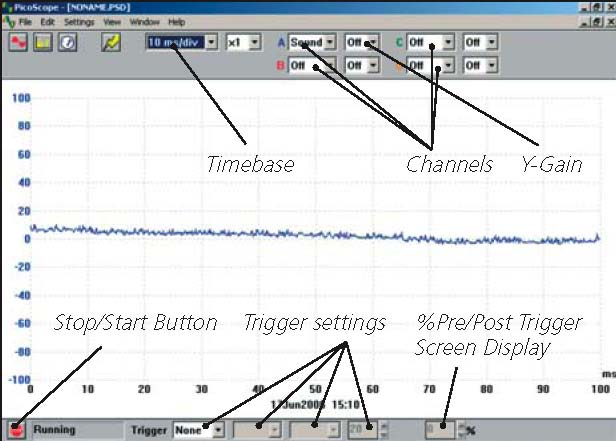 PicoScope - [NONAME.PSD]
File Edit Settings View Window Help
10 ms/div x1 A Sound Off C Off Off
B Off Off Off Off
100
80
60
40
20
0
-20
-40
-60
-80
-100
Timebase
Channels
Y-Gain
Stop/Start Button
Trigger settings
%Pre/Post Trigger
Screen Display
0 10 20 30 40 50 60 70 80 90 100
ms
15:10
Running Trigger None 20 0 %